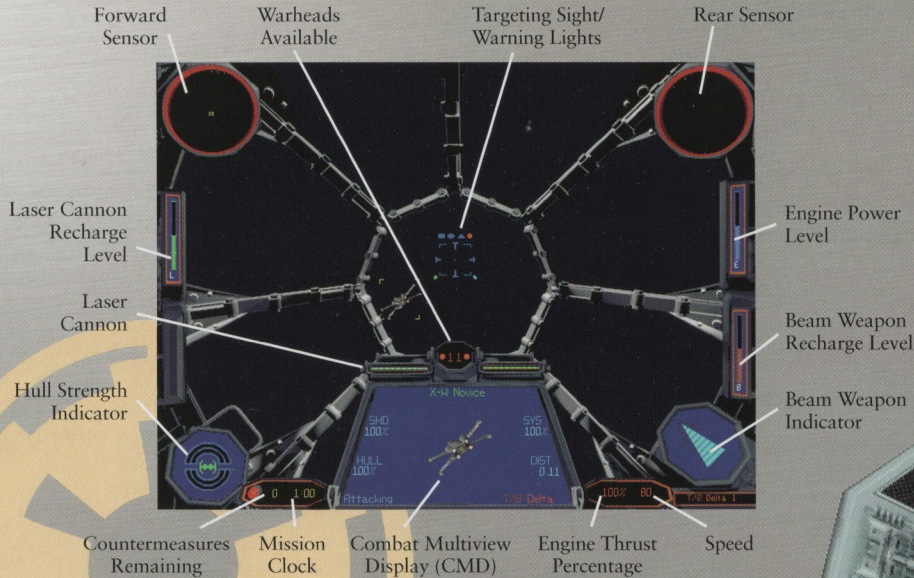 Forward
Sensor
Warheads
Available
Targeting Sight/
Warning Lights
Rear Sensor
Laser Cannon
Recharge
Level
L
Engine Power
Level
E
Laser
Cannon
11
Beam Weapon
Recharge Level
B
Hull Strength
Indicator
Beam Weapon
Indicator
X-W Novice
SHD
100%
SYS
100%
HULL
100%
DIST
0.11
Attacking
T/B Delta
0 1:00
100% 80
T/B Delta 1
Countermeasures
Remaining
Mission
Clock
Combat Multiview
Display (CMD)
Engine Thrust
Percentage
Speed